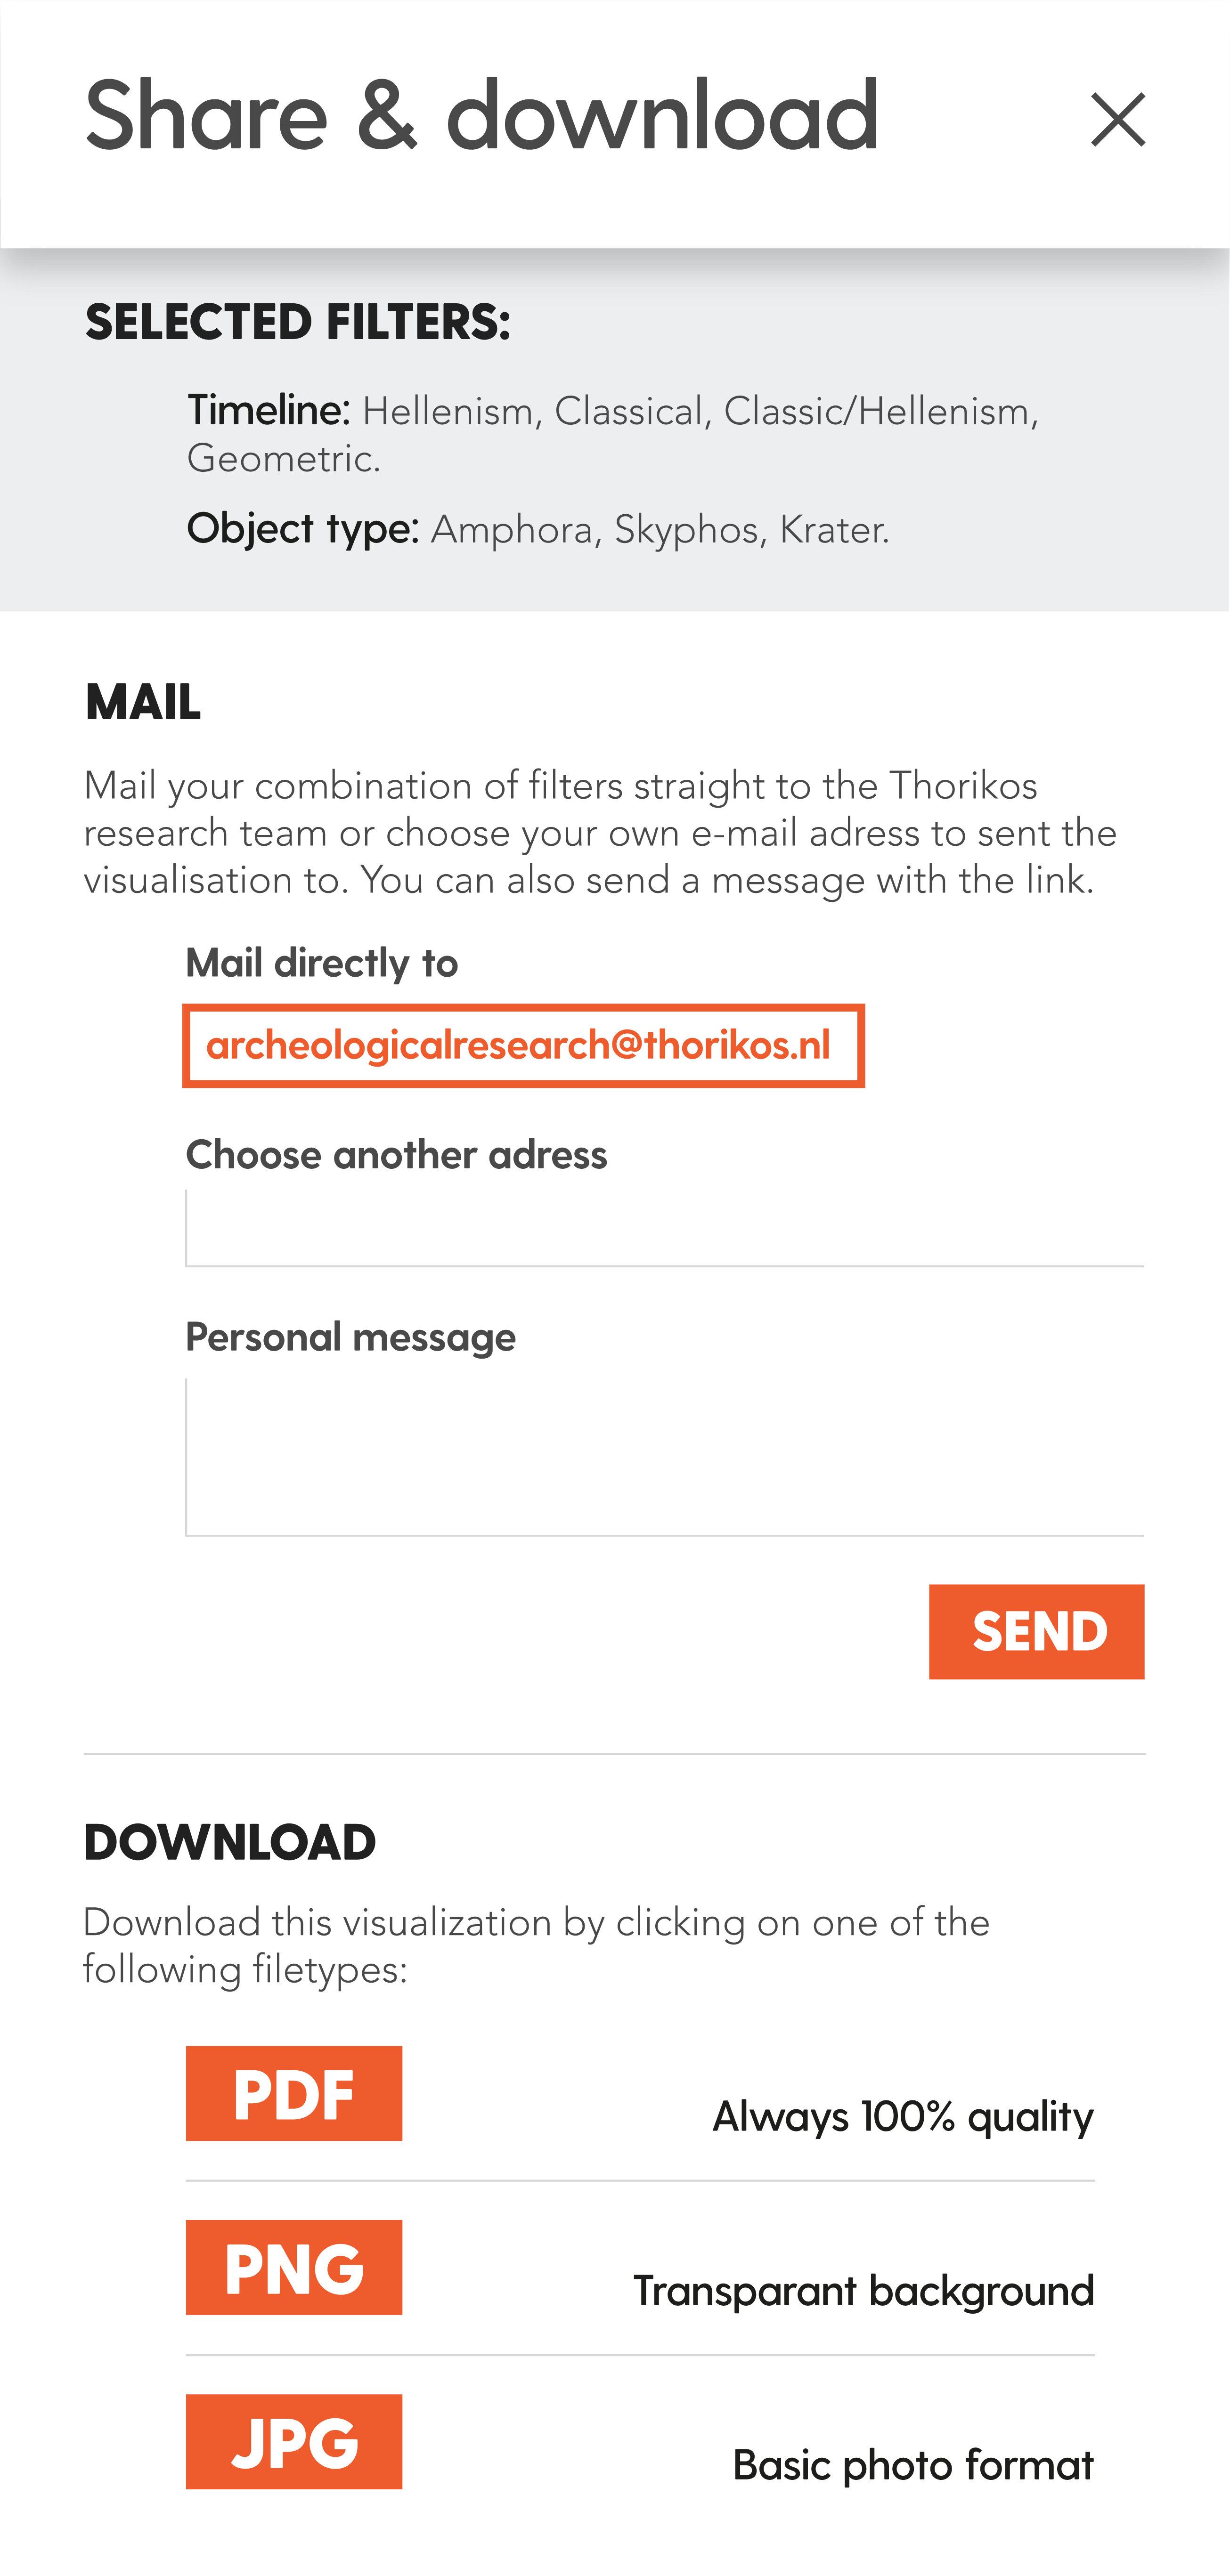 Share & download
SELECTED FILTERS:
Timeline: Hellenism, Classical, Classic/Hellenism,
Geometric.
Object type: Amphora, Skyphos, Krater.
MAIL
Mail your combination of filters straight to the Thorikos
research team or choose your own e-mail adress to sent the
visualisation to. You can also send a message with the link.
Mail directly to
archeologicalresearch@thorikos.nl
Choose another adress
Personal message
SEND
DOWNLOAD
Download this visualization by clicking on one of the
following filetypes:
PDF
Always 100% quality
PNG
Transparant background
JPG
Basic photo format